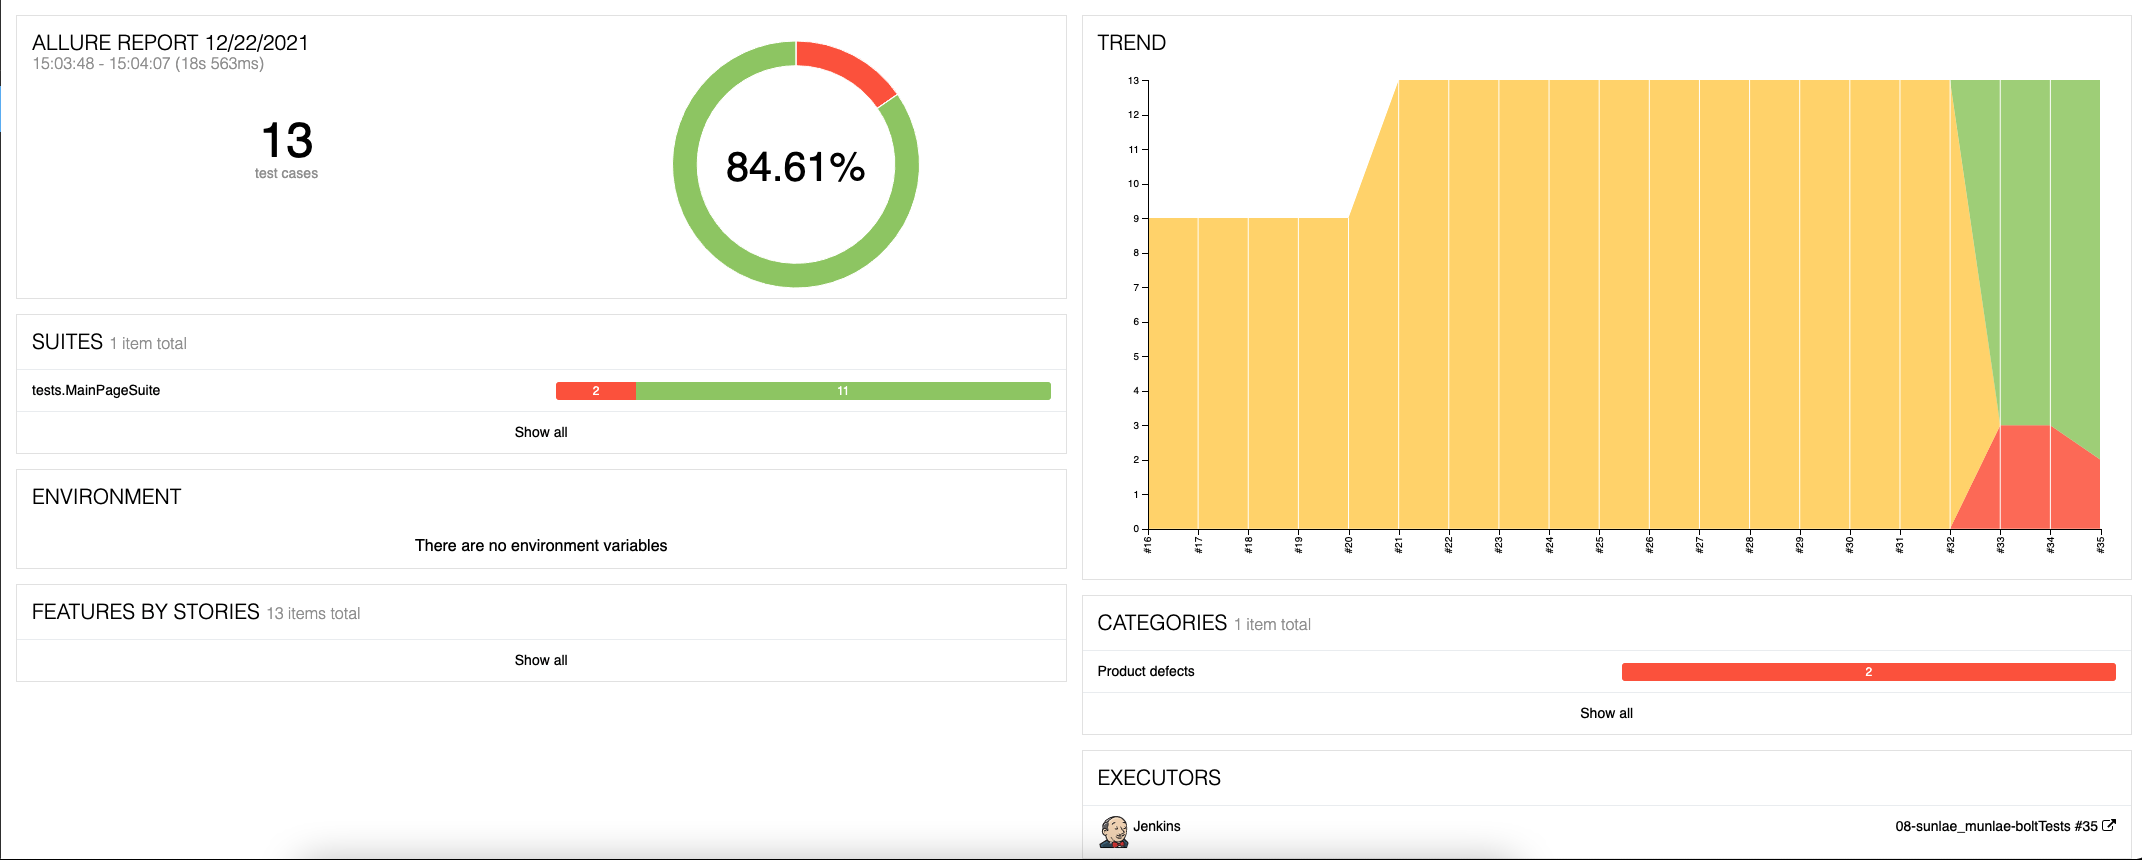 ALLURE REPORT 12/22/2021
15:03:48 - 15:04:07 (18s 563ms)
13
test cases
84.61%
SUITES 1 item total
tests.MainPageSuite 2 11
Show all
ENVIRONMENT
There are no environment variables
FEATURES BY STORIES 13 items total
Show all
TREND
13
12
11
10
9
8
7
6
5
4
3
2
1
0
#16 #17 #18 #19 #20 #21 #22 #23 #24 #25 #26 #27 #28 #29 #30 #31 #32 #33 #34 #35
CATEGORIES 1 item total
Product defects 2
Show all
EXECUTORS
Jenkins 08-sunlae_munlae-boltTests #35